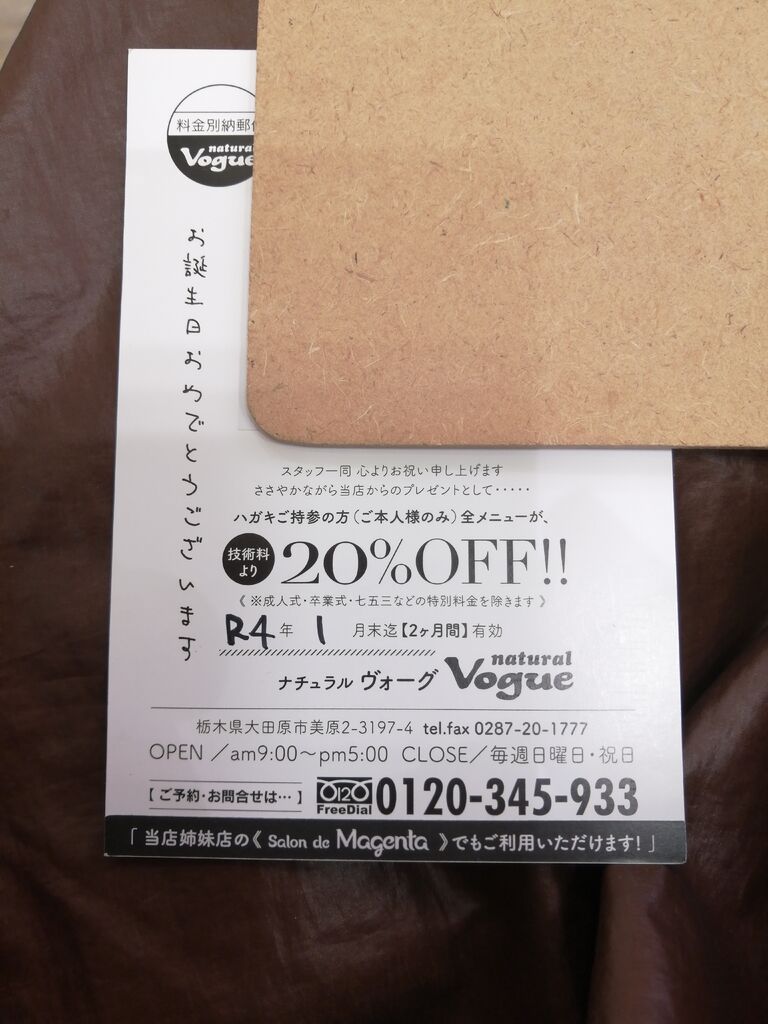 料金別納郵
natura
Vogue
お誕生日おめでとうございます
スタッフ一同 心よりお祝い申し上げます
ささやかながら当店からのプレゼントとして・・・・・
ハガキご持参の方(ご本人様のみ)全メニューが、
技術料より 20%OFF!!
《 ※成人式・卒業式・七五三などの特別料金を除きます 》
R4年 1 月末迄【2ヶ月間】有効
ナチュラル ヴォーグ natural Vogue
栃木県大田原市美原2-3197-4 tel.fax 0287-20-1777
OPEN /am9:00〜pm5:00 CLOSE/毎週日曜日・祝日
【ご予約・お問合せは…】 0120 FreeDial 0120-345-933
「 当店姉妹店の《 Salon de Magenta 》でもご利用いただけます! 」